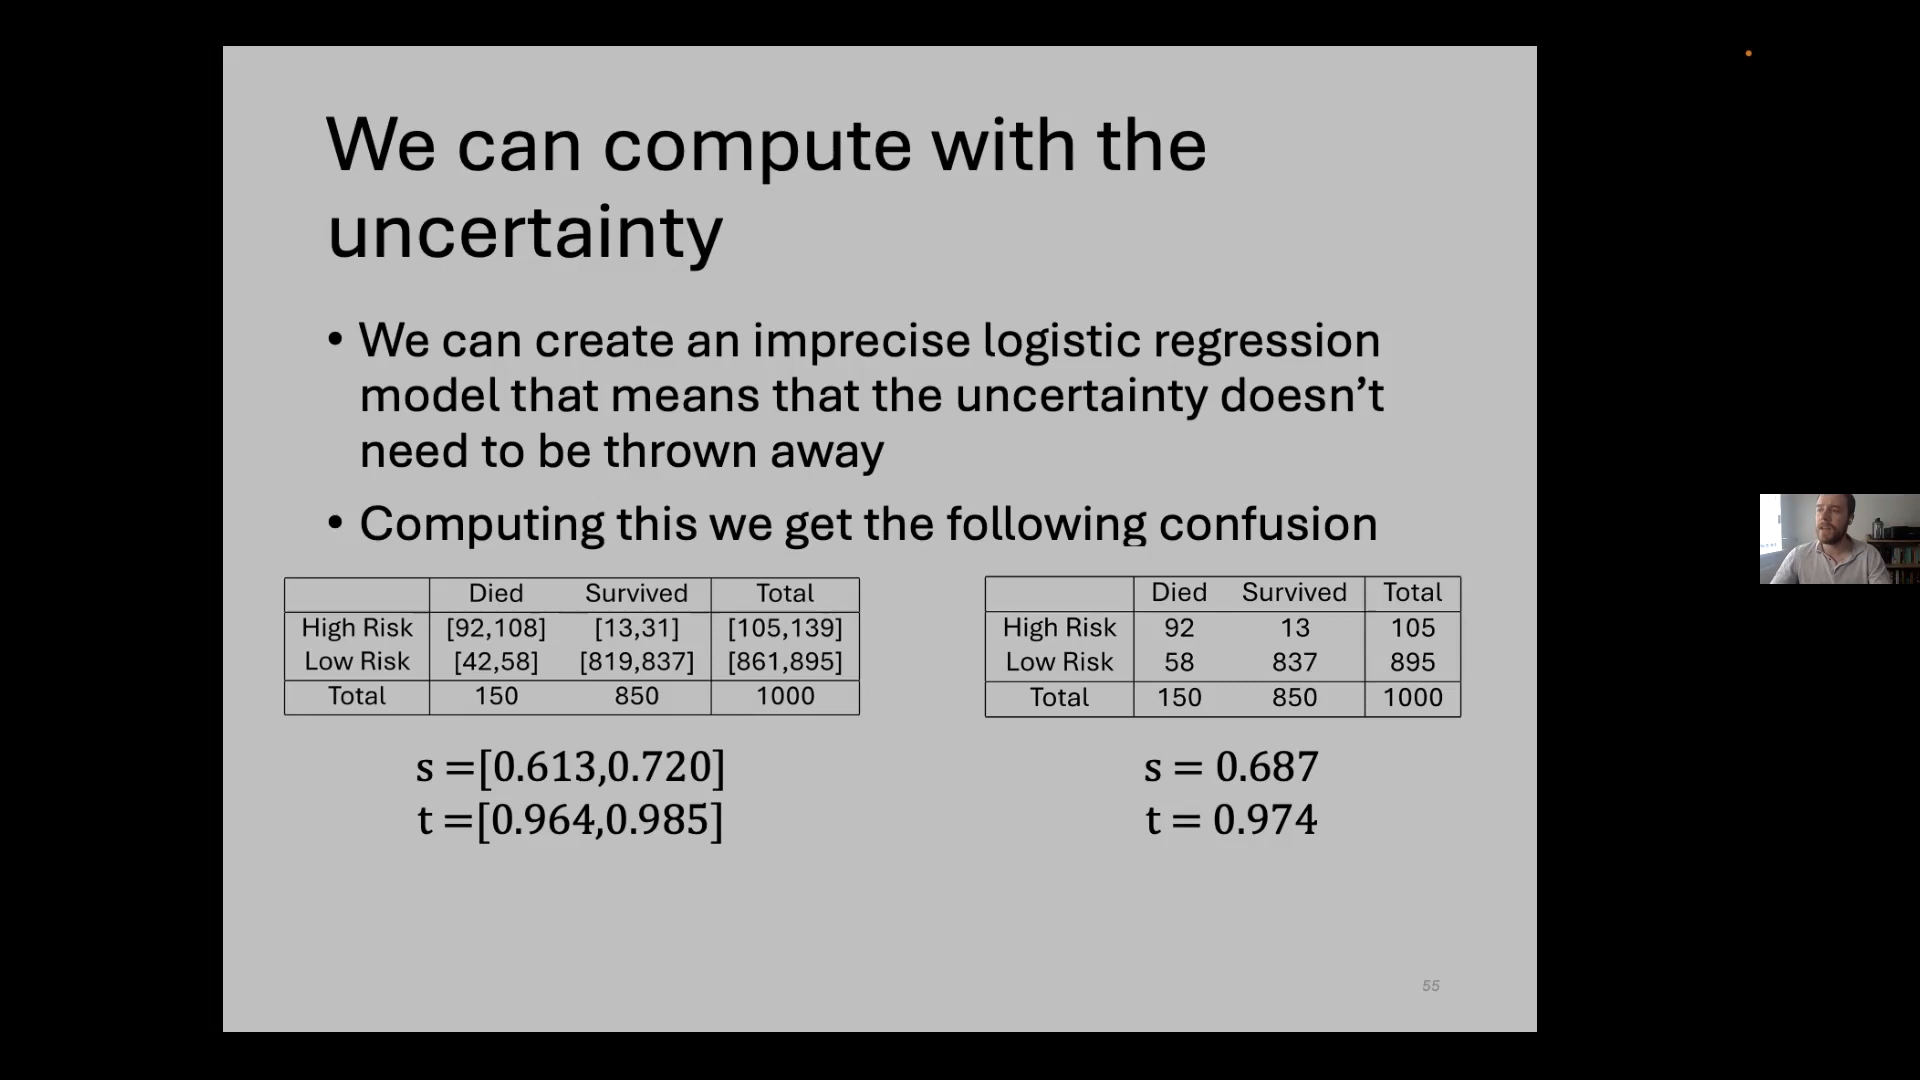 We can compute with the
uncertainty
• We can create an imprecise logistic regression
model that means that the uncertainty doesn’t
need to be thrown away
• Computing this we get the following confusion
Died Survived Total
High Risk [92,108] [13,31] [105,139]
Low Risk [42,58] [819,837] [861,895]
Total 150 850 1000
s =[0.613,0.720]
t =[0.964,0.985]
Died Survived Total
High Risk 92 13 105
Low Risk 58 837 895
Total 150 850 1000
s = 0.687
t = 0.974
55